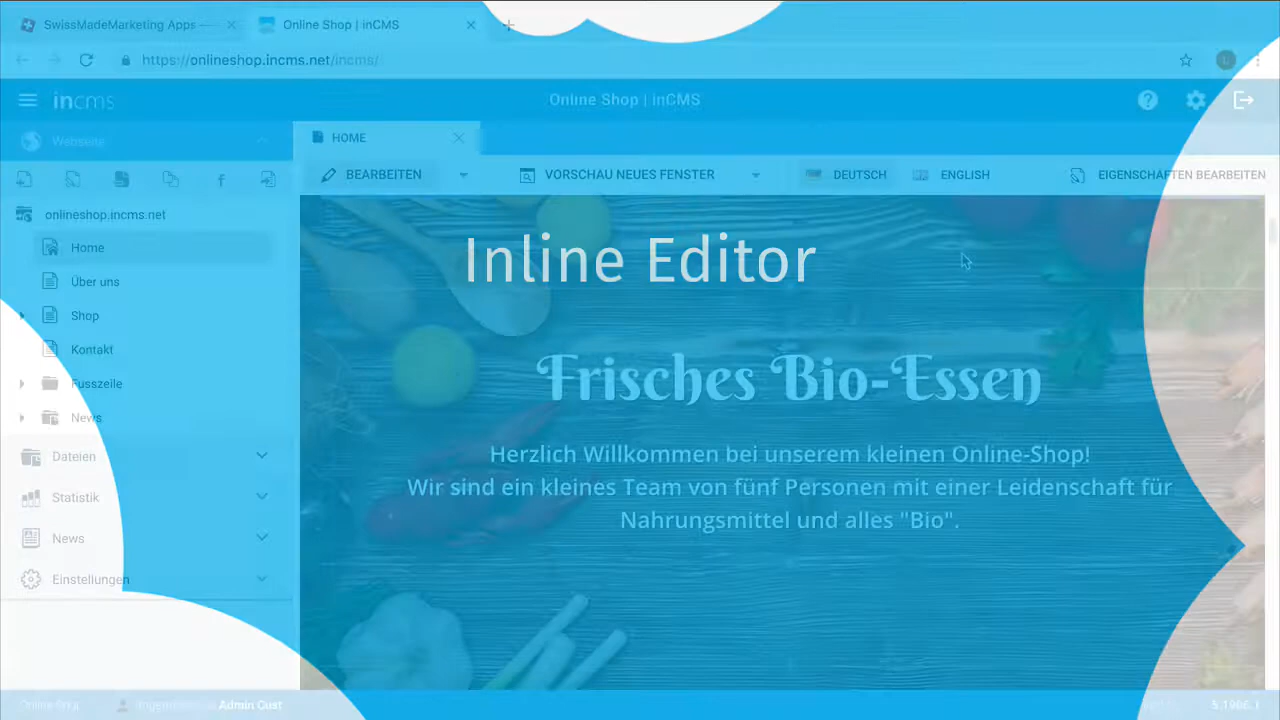 SwissMadeMarketing Apps —
Online Shop | inCMS
https://onlineshop.incms.net/incms/
incms
Online Shop | inCMS
Webseite
HOME
BEARBEITEN
VORSCHAU NEUES FENSTER
DEUTSCH
ENGLISH
EIGENSCHAFTEN BEARBEITEN
onlineshop.incms.net
Home
Über uns
Shop
Kontakt
Fusszeile
News
Dateien
Statistik
News
Einstellungen
Inline Editor
Frisches Bio-Essen
Herzlich Willkommen bei unserem kleinen Online-Shop!
Wir sind ein kleines Team von fünf Personen mit einer Leidenschaft für
Nahrungsmittel und alles "Bio".
Online Shop
Admin Cust